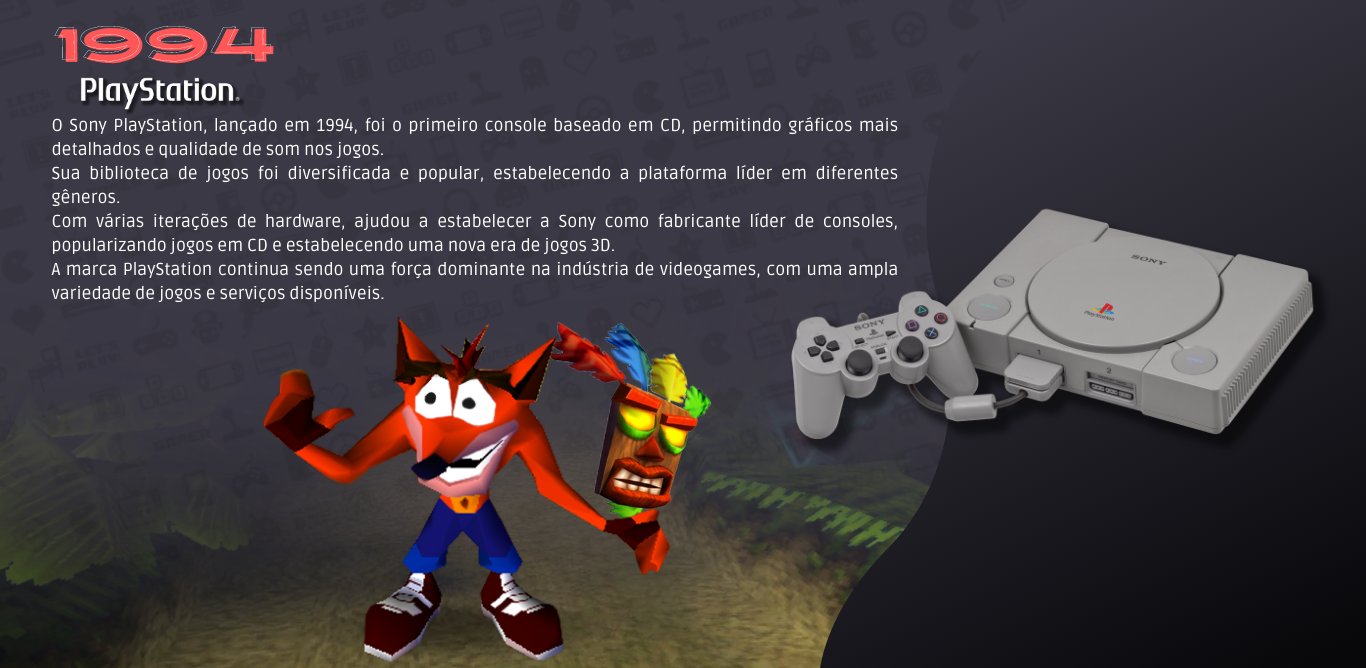 1994
PlayStation
O Sony PlayStation, lançado em 1994, foi o primeiro console baseado em CD, permitindo gráficos mais
detalhados e qualidade de som nos jogos.
Sua biblioteca de jogos foi diversificada e popular, estabelecendo a plataforma líder em diferentes
gêneros.
Com várias iterações de hardware, ajudou a estabelecer a Sony como fabricante líder de consoles,
popularizando jogos em CD e estabelecendo uma nova era de jogos 3D.
A marca PlayStation continua sendo uma força dominante na indústria de videogames, com uma ampla
variedade de jogos e serviços disponíveis.
SONY
PlayStation
SONY
1
2